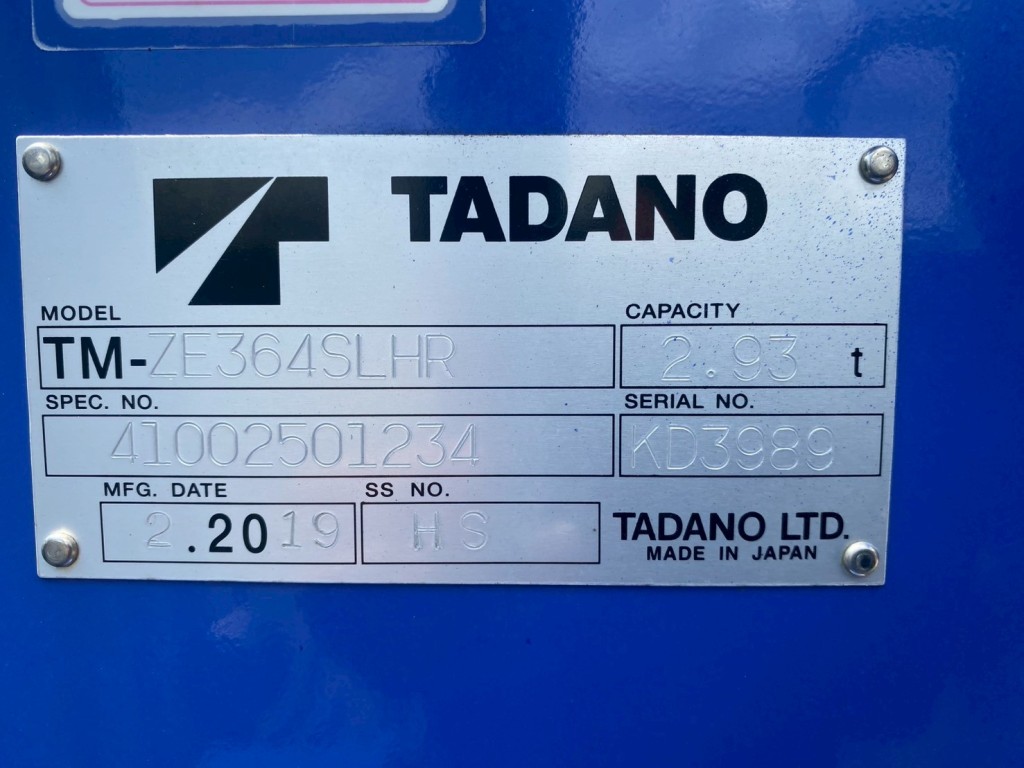 TADANO
MODEL CAPACITY
TM-ZE364SLHR 2.93 t
SPEC. NO. SERIAL NO.
41002501234 KD3989
MFG. DATE SS NO.
2.2019 HS TADANO LTD.
MADE IN JAPAN